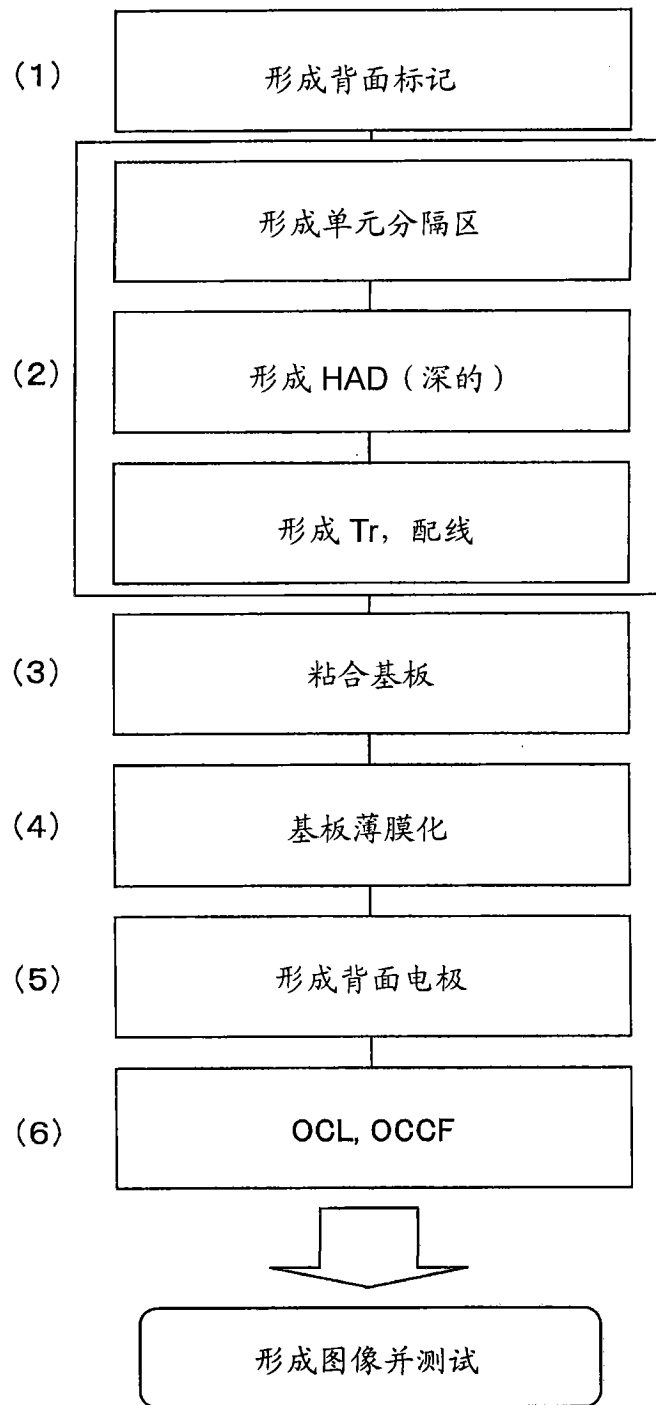 (1) 形成背面标记
形成单元分隔区
(2) 形成 HAD（深的）
形成 Tr，配线
(3) 粘合基板
(4) 基板薄膜化
(5) 形成背面电极
(6) OCL, OCCF
形成图像并测试